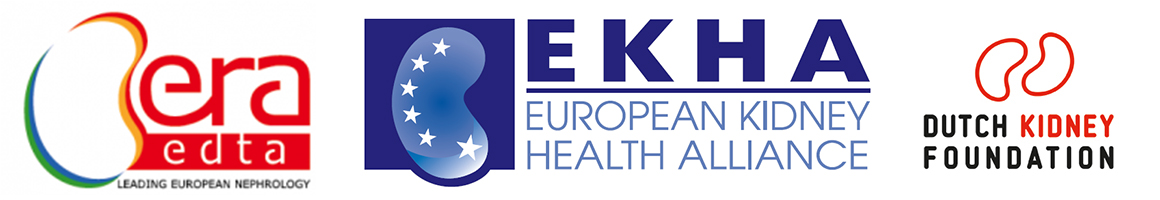 era
edta
LEADING EUROPEAN NEPHROLOGY
EKHA
EUROPEAN KIDNEY
HEALTH ALLIANCE
DUTCH KIDNEY
FOUNDATION